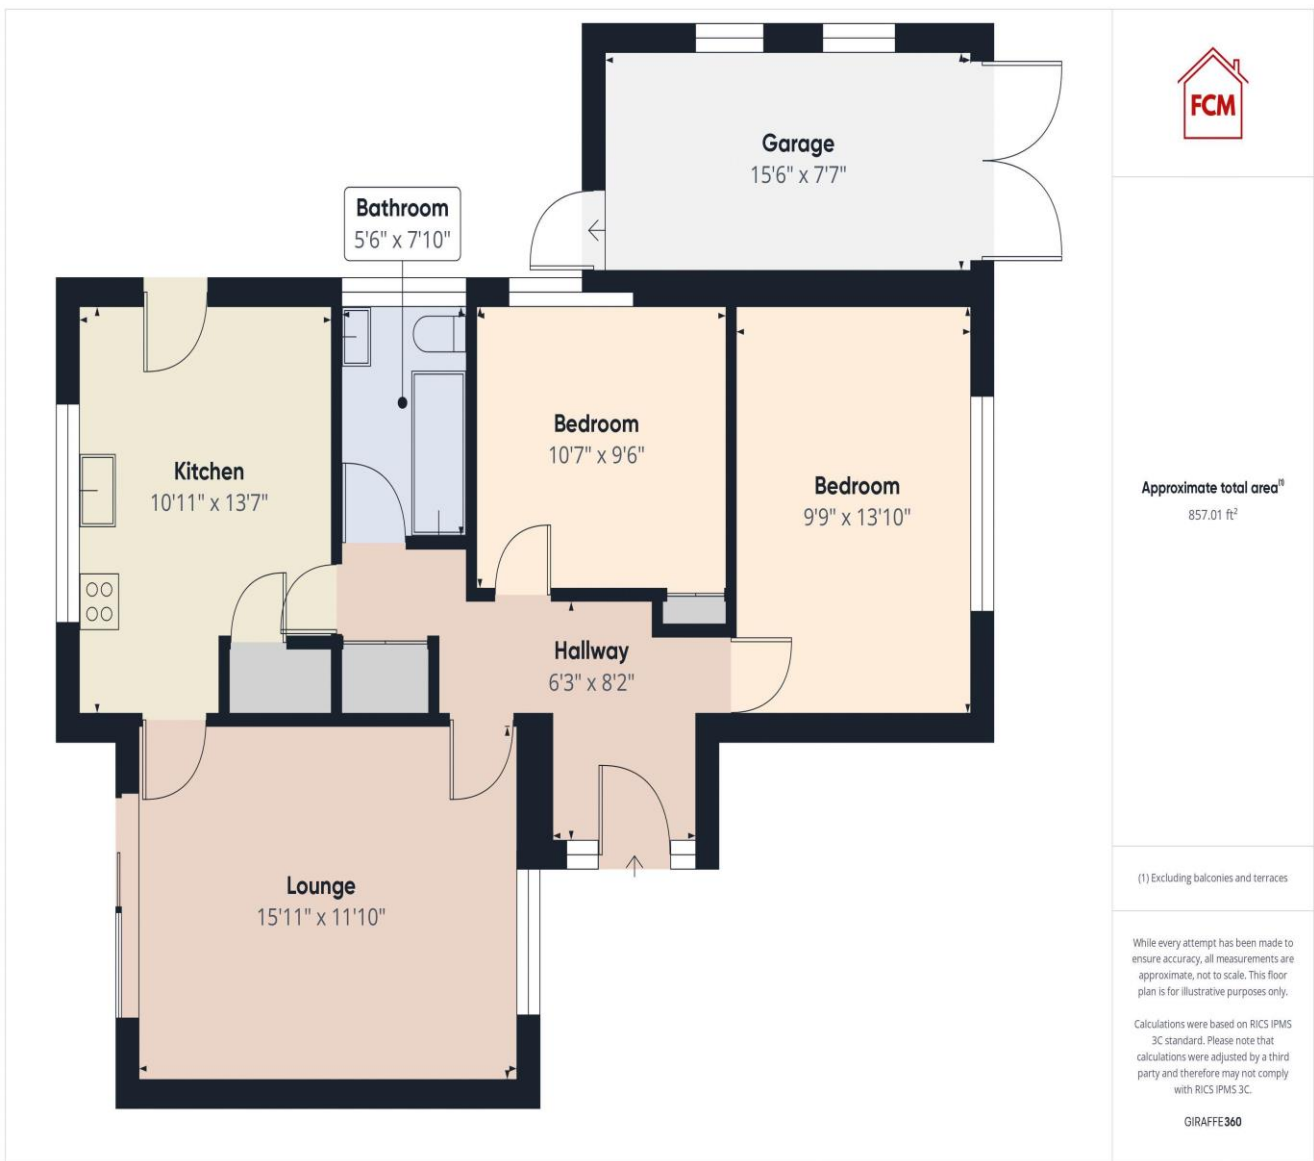 FCM
Garage
15'6" x 7'7"
Bathroom
5'6" x 7'10"
Kitchen
10'11" x 13'7"
Bedroom
10'7" x 9'6"
Bedroom
9'9" x 13'10"
Hallway
6'3" x 8'2"
Lounge
15'11" x 11'10"
Approximate total area⁽¹⁾
857.01 ft²
(1) Excluding balconies and terraces
While every attempt has been made to
ensure accuracy, all measurements are
approximate, not to scale. This floor
plan is for illustrative purposes only.
Calculations were based on RICS IPMS
3C standard. Please note that
calculations were adjusted by a third
party and therefore may not comply
with RICS IPMS 3C.
GIRAFFE360